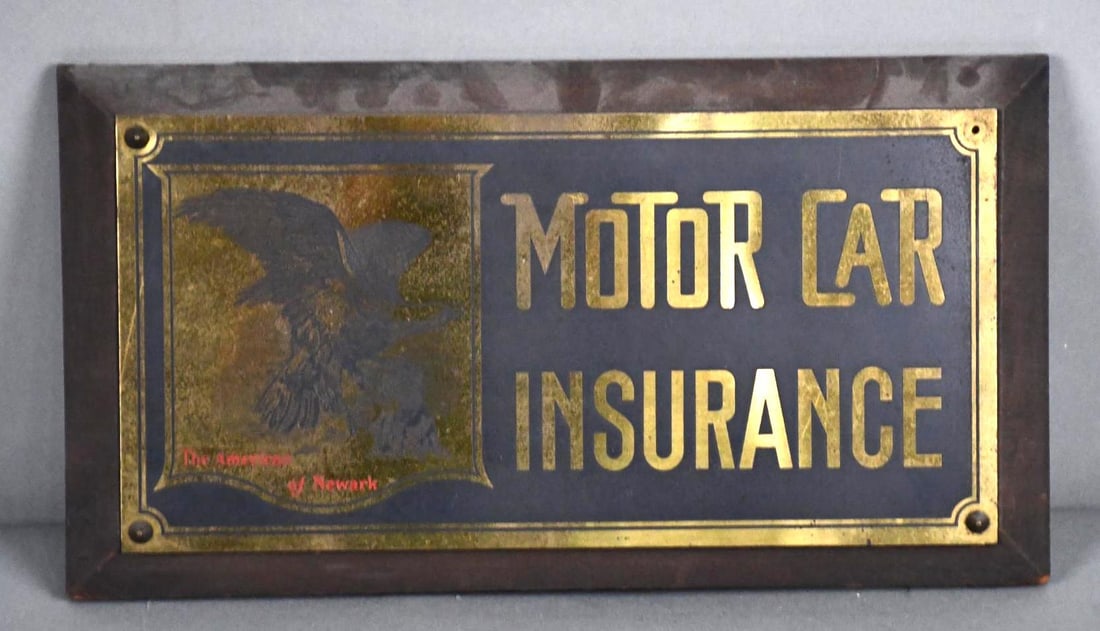 MOTOR CAR
INSURANCE
The American
of Newark